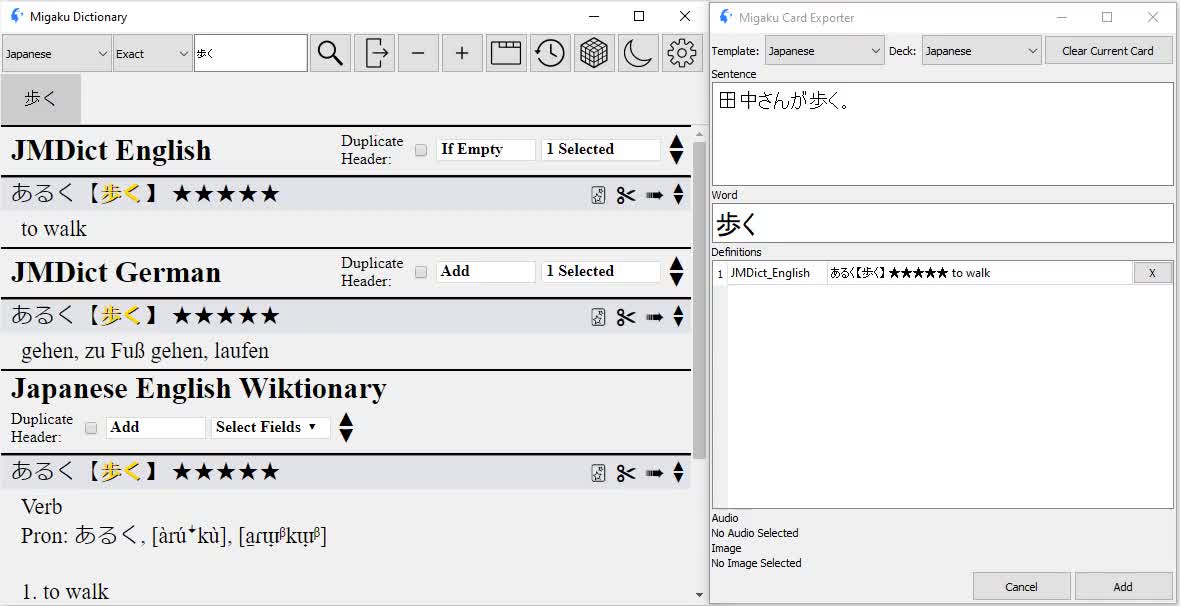 Migaku Dictionary
Japanese Exact 歩く
歩く
JMDict English
Duplicate Header: If Empty 1 Selected
あるく【歩く】★★★★★
to walk
JMDict German
Duplicate Header: Add 1 Selected
あるく【歩く】★★★★★
gehen, zu Fuß gehen, laufen
Japanese English Wiktionary
Duplicate Header: Add Select Fields ▼
あるく【歩く】★★★★★
Verb
Pron: あるく, [àrúꜜkù], [a̠ɾɯ̟ᵝkɯ̟ᵝ]
1. to walk
Migaku Card Exporter
Template: Japanese Deck: Japanese Clear Current Card
Sentence
田中さんが歩く。
Word
歩く
Definitions
1 JMDict_English あるく【歩く】★★★★★ to walk X
Audio
No Audio Selected
Image
No Image Selected
Cancel Add